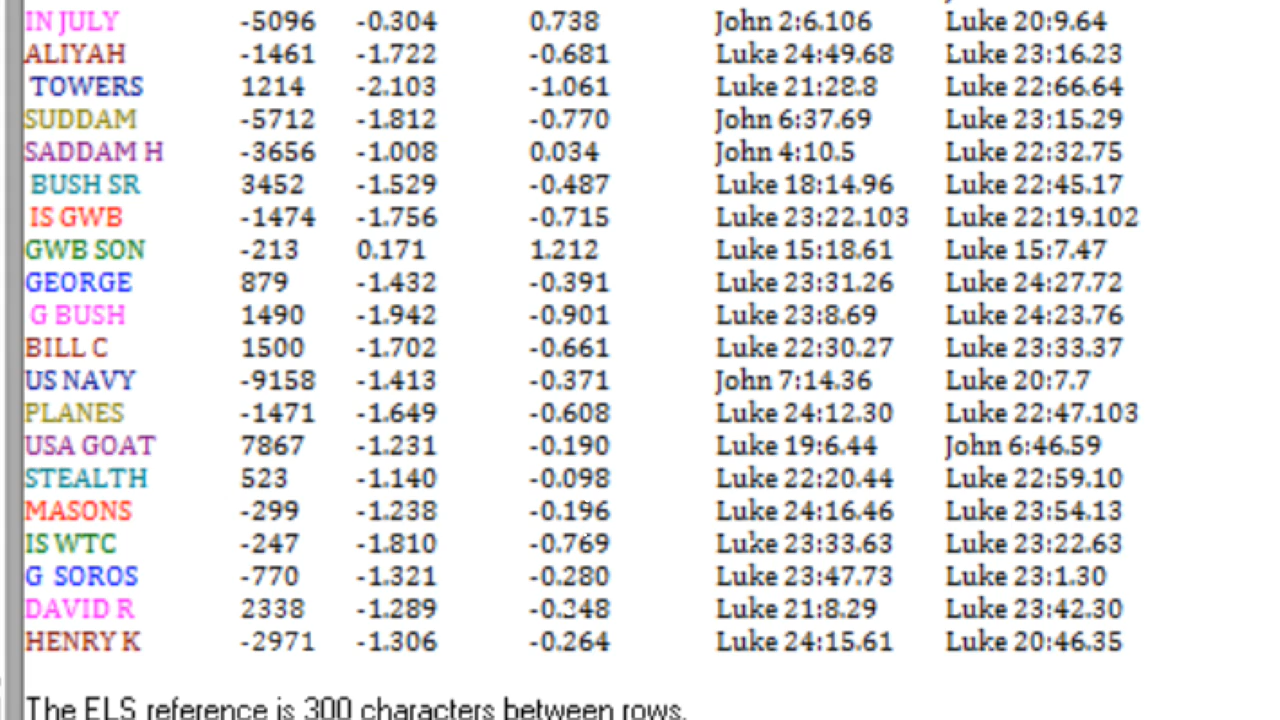 IN JULY -5096 -0.304 0.738 John 2:6.106 Luke 20:9.64
ALIYAH -1461 -1.722 -0.681 Luke 24:49.68 Luke 23:16.23
TOWERS 1214 -2.103 -1.061 Luke 21:28.8 Luke 22:66.64
SUDDAM -5712 -1.812 -0.770 John 6:37.69 Luke 23:15.29
SADDAM H -3656 -1.008 0.034 John 4:10.5 Luke 22:32.75
BUSH SR 3452 -1.529 -0.487 Luke 18:14.96 Luke 22:45.17
IS GWB -1474 -1.756 -0.715 Luke 23:22.103 Luke 22:19.102
GWB SON -213 0.171 1.212 Luke 15:18.61 Luke 15:7.47
GEORGE 879 -1.432 -0.391 Luke 23:31.26 Luke 24:27.72
G BUSH 1490 -1.942 -0.901 Luke 23:8.69 Luke 24:23.76
BILL C 1500 -1.702 -0.661 Luke 22:30.27 Luke 23:33.37
US NAVY -9158 -1.413 -0.371 John 7:14.36 Luke 20:7.7
PLANES -1471 -1.649 -0.608 Luke 24:12.30 Luke 22:47.103
USA GOAT 7867 -1.231 -0.190 Luke 19:6.44 John 6:46.59
STEALTH 523 -1.140 -0.098 Luke 22:20.44 Luke 22:59.10
MASONS -299 -1.238 -0.196 Luke 24:16.46 Luke 23:54.13
IS WTC -247 -1.810 -0.769 Luke 23:33.63 Luke 23:22.63
G SOROS -770 -1.321 -0.280 Luke 23:47.73 Luke 23:1.30
DAVID R 2338 -1.289 -0.248 Luke 21:8.29 Luke 23:42.30
HENRY K -2971 -1.306 -0.264 Luke 24:15.61 Luke 20:46.35
The ELS reference is 300 characters between rows.